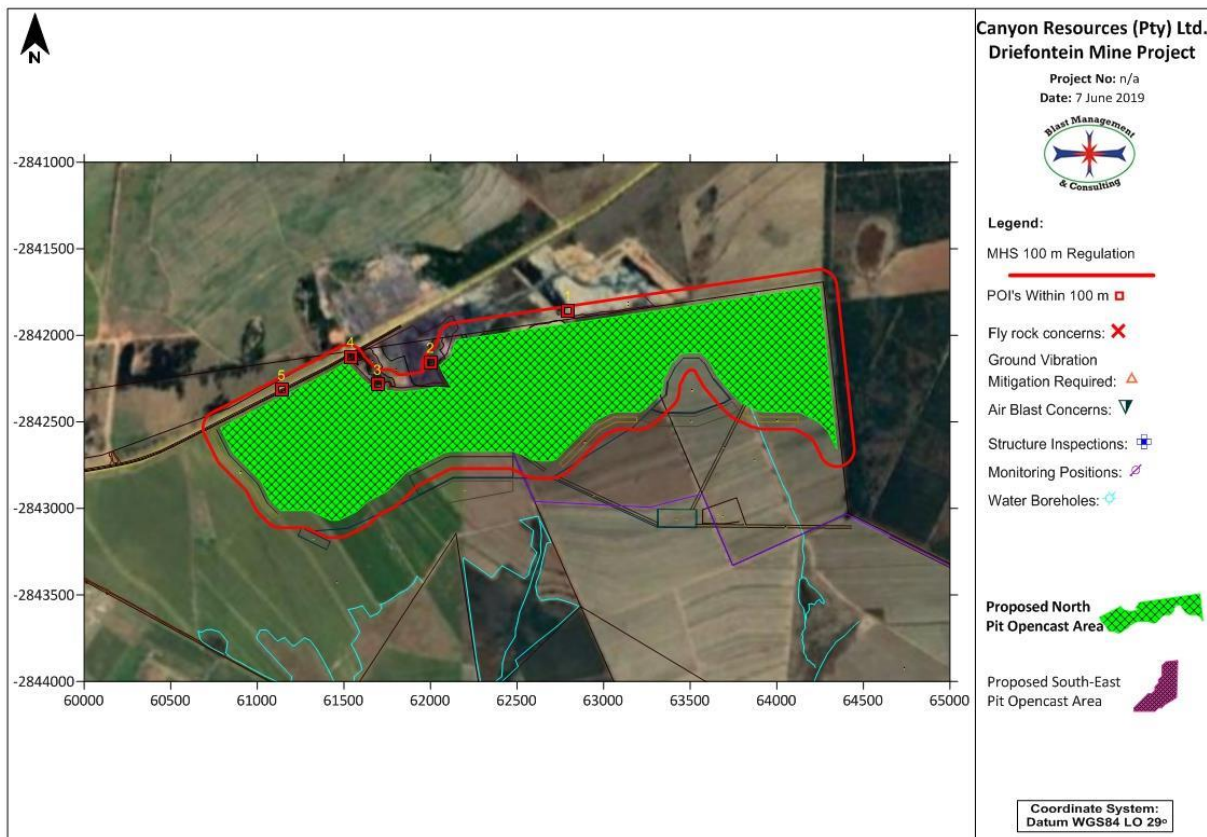 N
Canyon Resources (Pty) Ltd.
Driefontein Mine Project
Project No: n/a
Date: 7 June 2019
Blast Management
& Consulting
Legend:
MHS 100 m Regulation
POI's Within 100 m
Fly rock concerns:
Ground Vibration
Mitigation Required:
Air Blast Concerns:
Structure Inspections:
Monitoring Positions:
Water Boreholes:
Proposed North
Pit Opencast Area
Proposed South-East
Pit Opencast Area
Coordinate System:
Datum WGS84 LO 29º
-2841000
-2841500
-2842000
-2842500
-2843000
-2843500
-2844000
60000 60500 61000 61500 62000 62500 63000 63500 64000 64500 65000
1
2
3
4
5